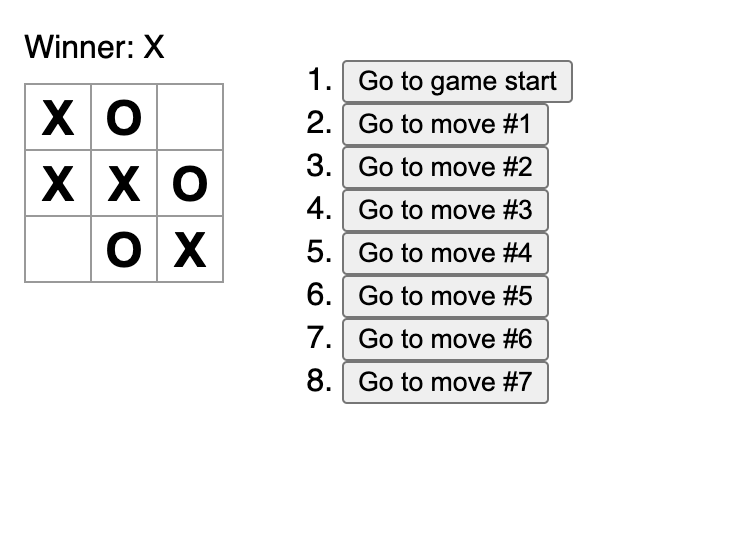 Winner: X
X O
X X O
O X
1. Go to game start
2. Go to move #1
3. Go to move #2
4. Go to move #3
5. Go to move #4
6. Go to move #5
7. Go to move #6
8. Go to move #7